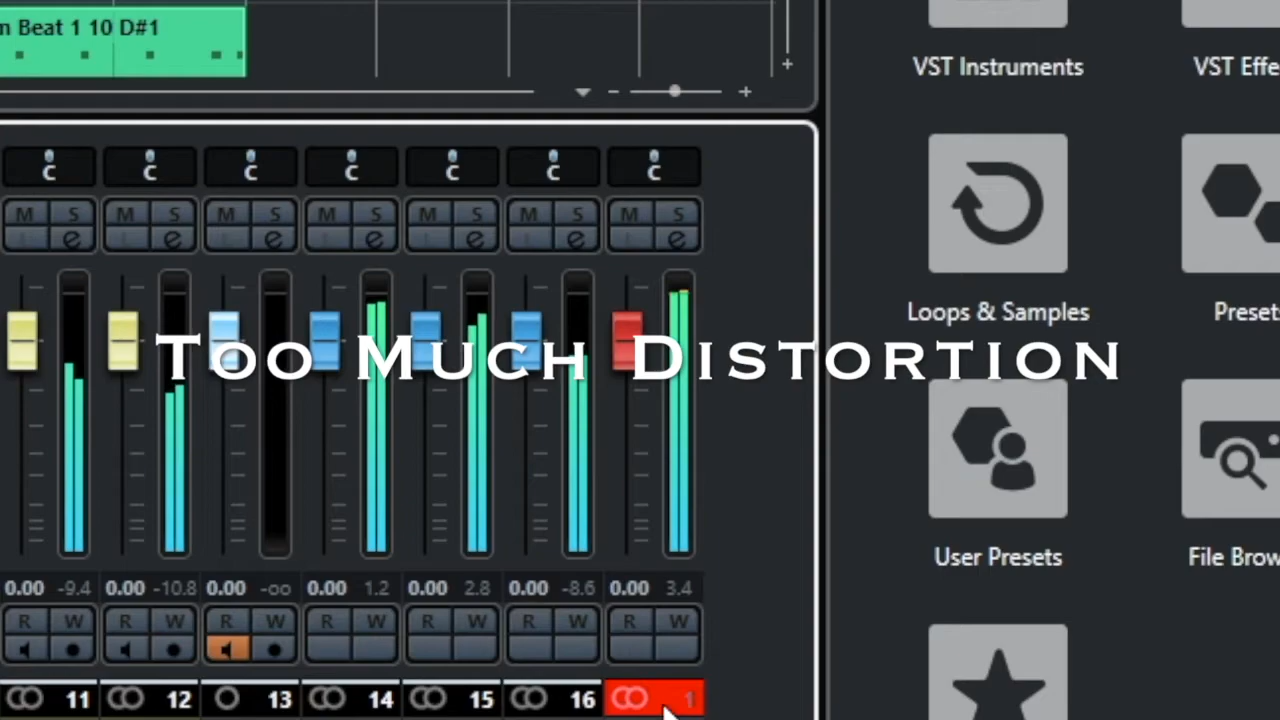 n Beat 1 10 D#1
VST Instruments
VST Effe
C C C C C C C
M S M S M S M S M S M S M S
e e e e e e e
Loops & Samples
Presets
Too Much Distortion
User Presets
File Brow
0.00 -9.4 0.00 -10.8 0.00 -oo 0.00 1.2 0.00 2.8 0.00 -8.6 0.00 3.4
R W R W R W R W R W R W R W
11 12 13 14 15 16 1